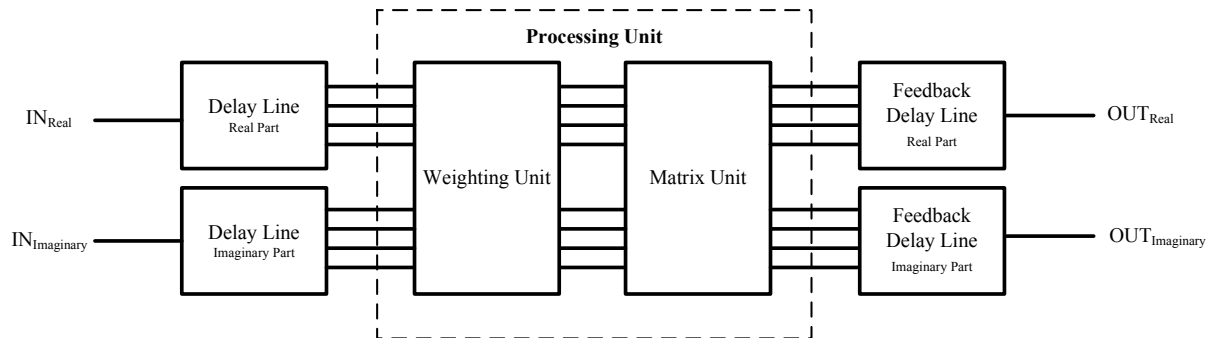 Processing Unit
IN_Real
Delay Line
Real Part
Weighting Unit
Matrix Unit
Feedback
Delay Line
Real Part
OUT_Real
IN_Imaginary
Delay Line
Imaginary Part
Feedback
Delay Line
Imaginary Part
OUT_Imaginary